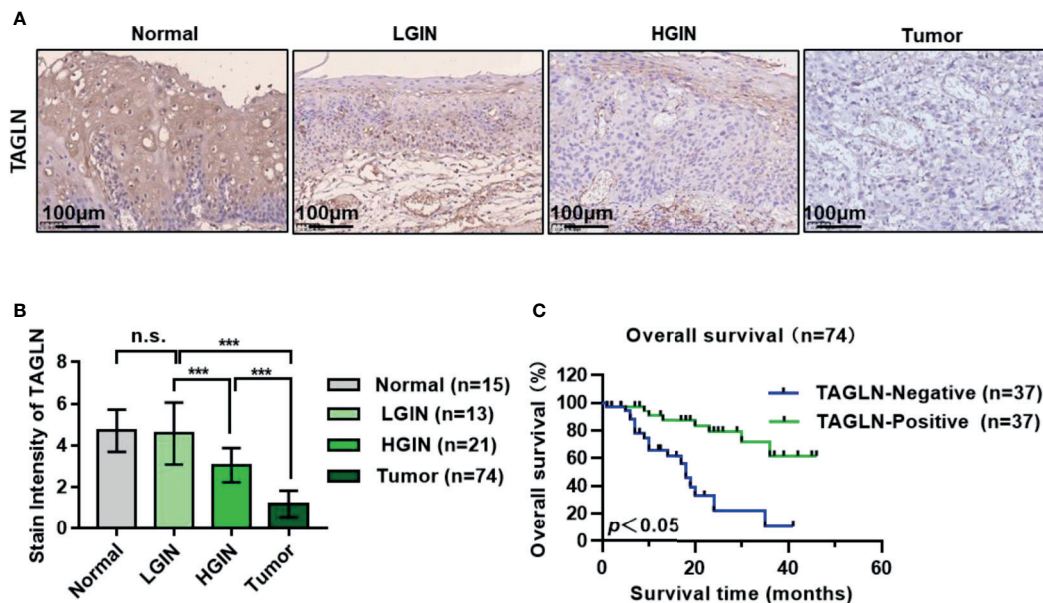 A
Normal
LGIN
HGIN
Tumor
TAGLN
100μm
100μm
100μm
100μm
B
Stain Intensity of TAGLN
8
6
4
2
0
n.s.
***
***
***
Normal
LGIN
HGIN
Tumor
Normal (n=15)
LGIN (n=13)
HGIN (n=21)
Tumor (n=74)
C
Overall survival (n=74)
Overall survival (%)
120
100
80
60
40
20
0
TAGLN-Negative (n=37)
TAGLN-Positive (n=37)
p<0.05
0
20
40
60
Survival time (months)